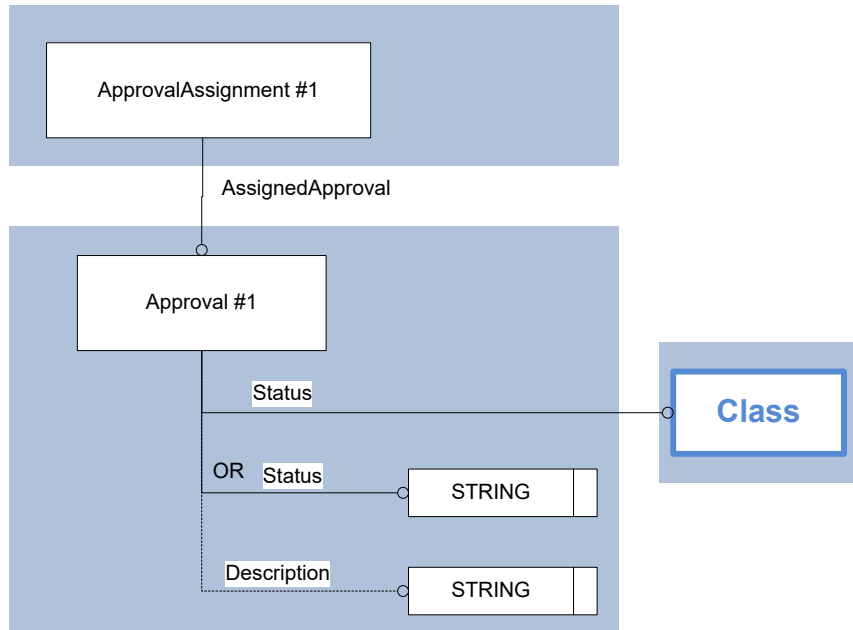 ApprovalAssignment #1
AssignedApproval
Approval #1
Status
Class
OR
Status
STRING
Description
STRING